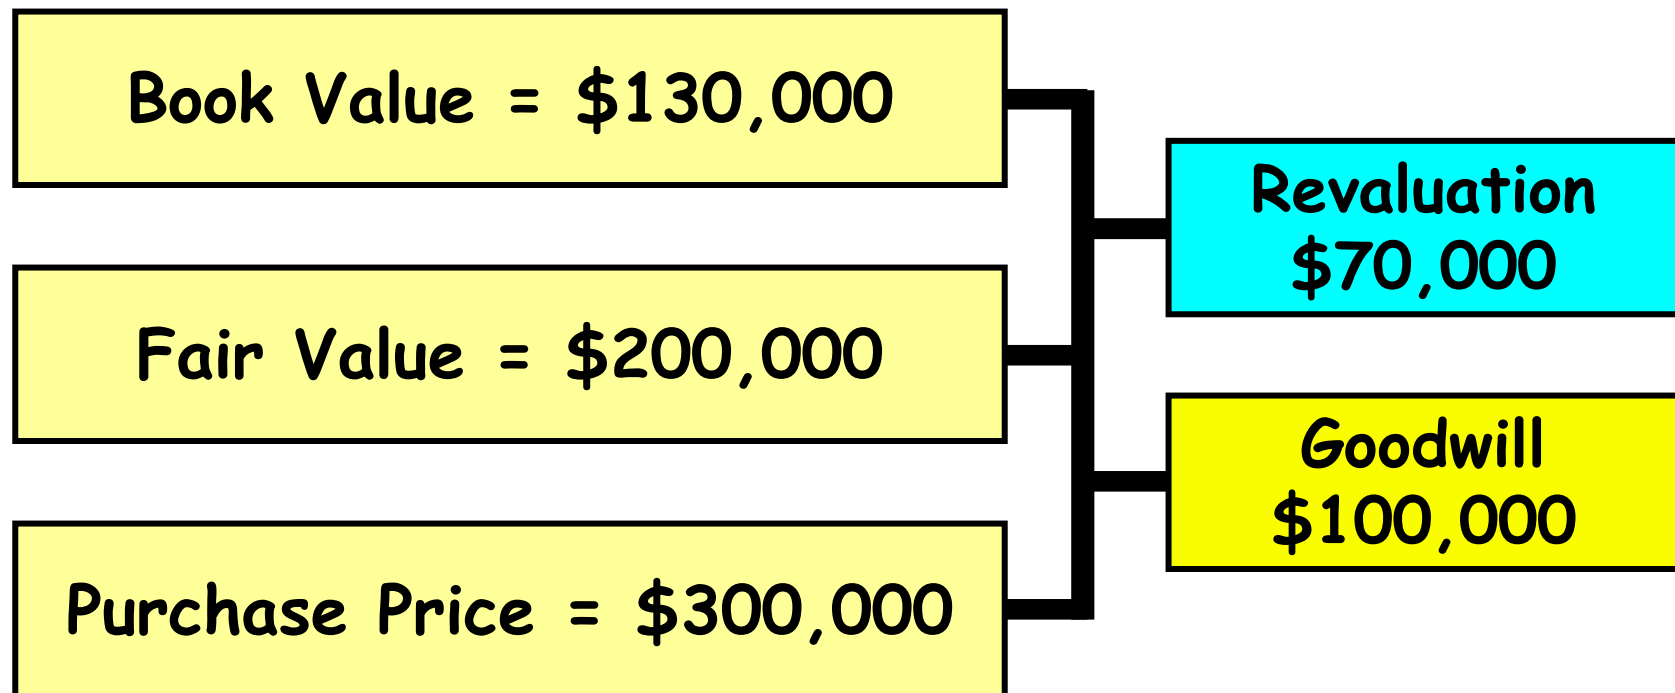 Book Value = $130,000
Revaluation
$70,000
Fair Value = $200,000
Goodwill
$100,000
Purchase Price = $300,000